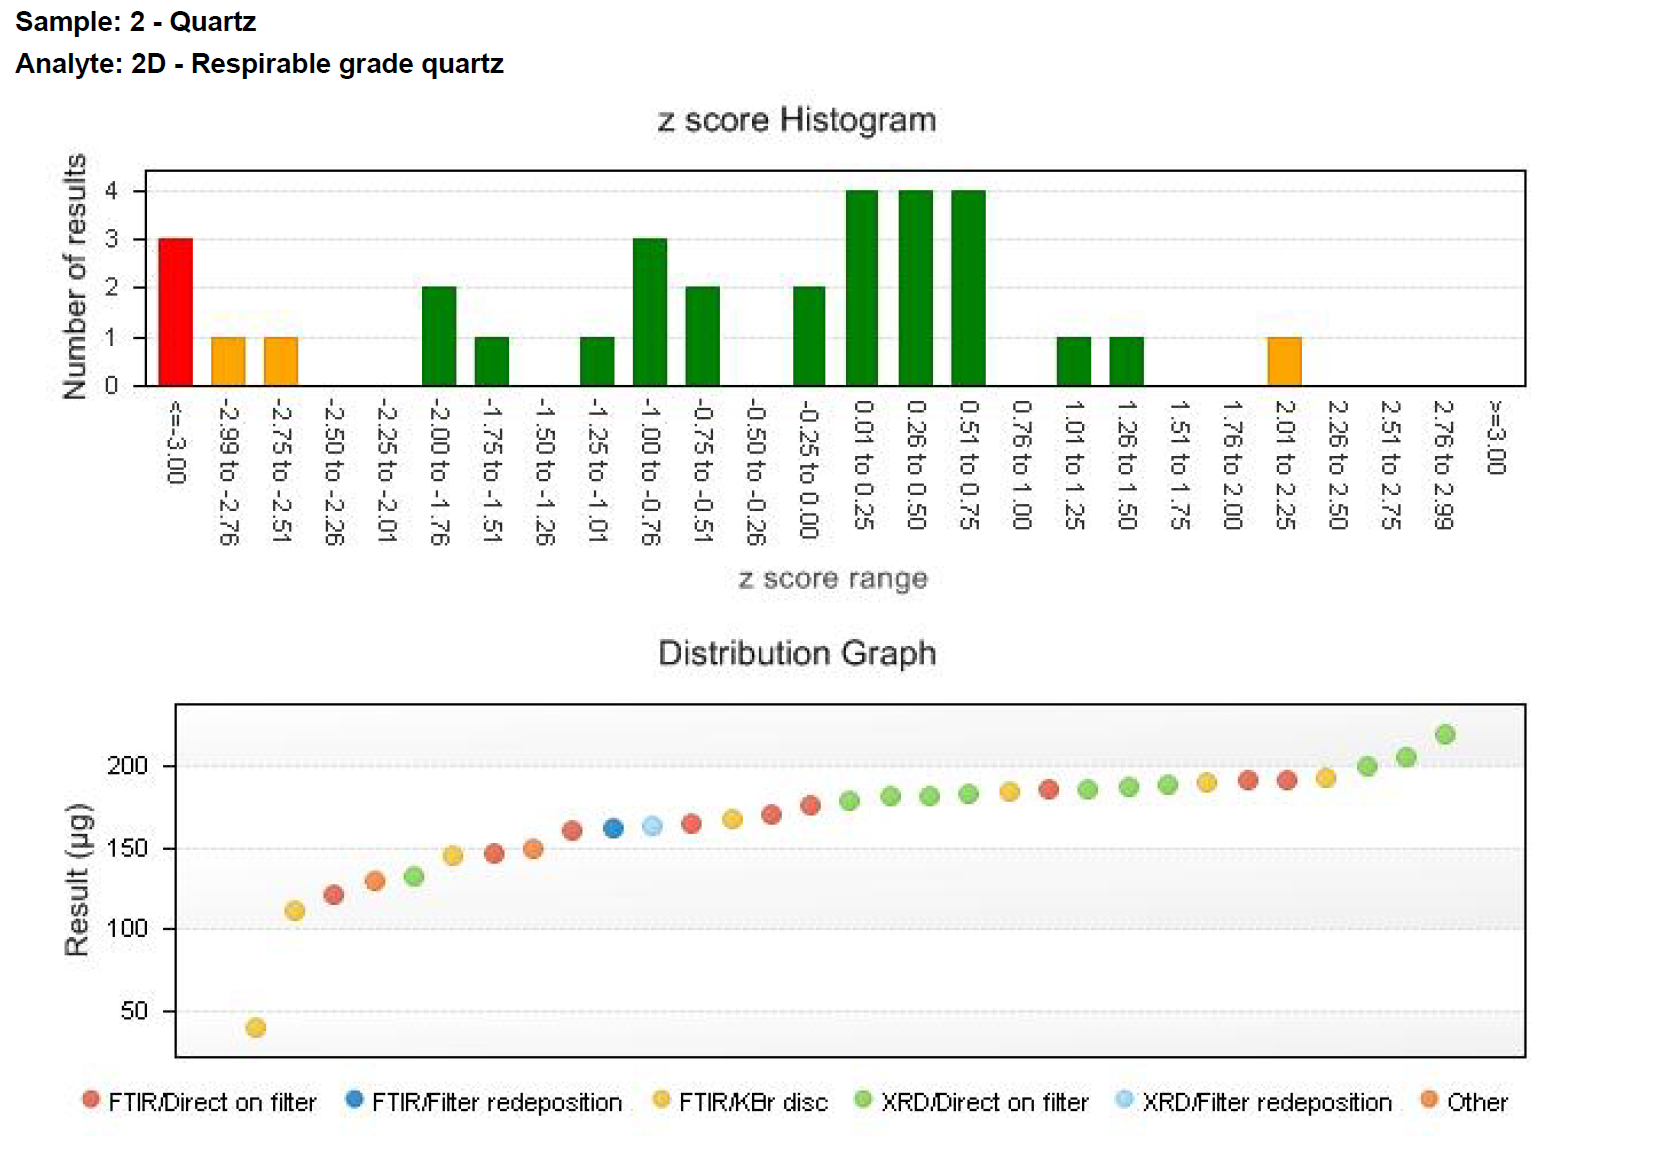 Sample: 2 - Quartz
Analyte: 2D - Respirable grade quartz
z score Histogram
Number of results
4
3
2
1
0
<=-3.00
-2.99 to -2.76
-2.75 to -2.51
-2.50 to -2.26
-2.25 to -2.01
-2.00 to -1.76
-1.75 to -1.51
-1.50 to -1.26
-1.25 to -1.01
-1.00 to -0.76
-0.75 to -0.51
-0.50 to -0.26
-0.25 to 0.00
0.01 to 0.25
0.26 to 0.50
0.51 to 0.75
0.76 to 1.00
1.01 to 1.25
1.26 to 1.50
1.51 to 1.75
1.76 to 2.00
2.01 to 2.25
2.26 to 2.50
2.51 to 2.75
2.76 to 2.99
>=3.00
z score range
Distribution Graph
Result (µg)
200
150
100
50
FTIR/Direct on filter FTIR/Filter redeposition FTIR/KBr disc XRD/Direct on filter XRD/Filter redeposition Other